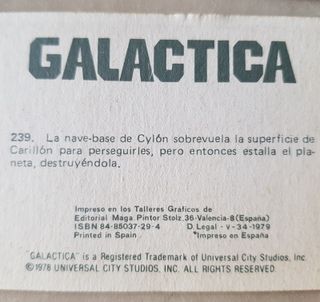 GALACTICA
239. La nave-base de Cylón sobrevuela la superficie de
Carillón para perseguirles, pero entonces estalla el pla-
neta, destruyéndola.
Impreso en los Talleres Gráficos de
Editorial Maga Pintor Stolz,36-Valencia-8(España)
ISBN 84-85037-29-4 D. Legal - v-34-1979
Printed in Spain Impreso en España
"GALACTICA" is a Registered Trademark of Universal City Studios, Inc.
©1978 UNIVERSAL CITY STUDIOS, INC. ALL RIGHTS RESERVED.